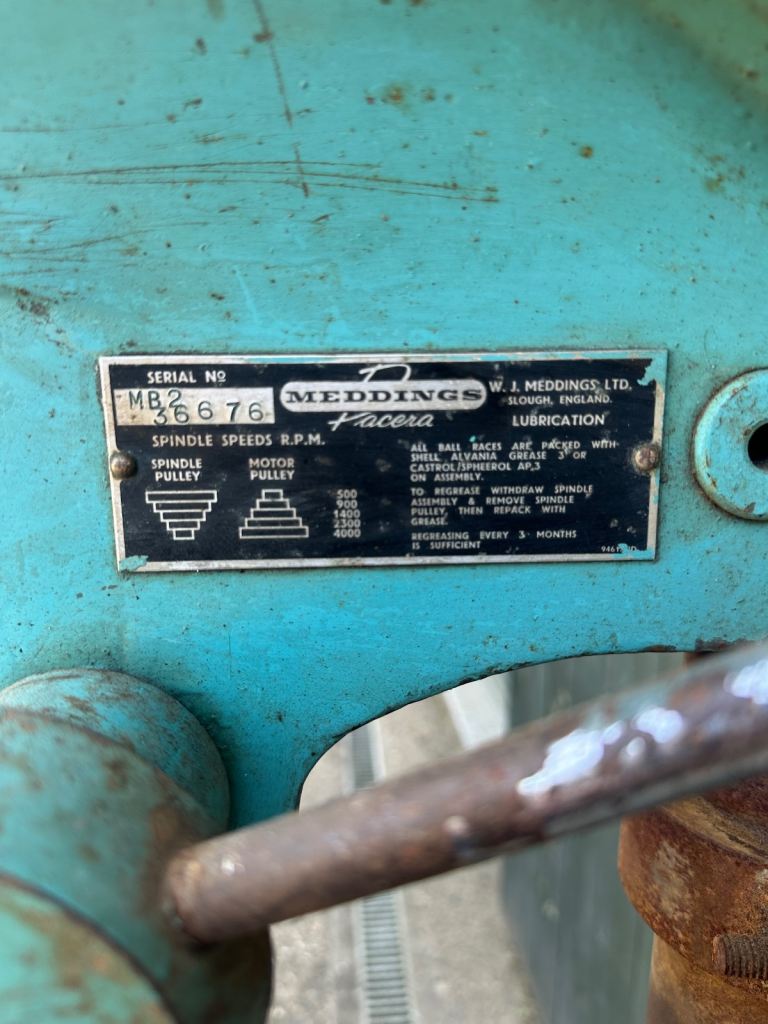 SERIAL Nº
MB2
36676
MEDDINGS
Pacera
W. J. MEDDINGS LTD.
SLOUGH, ENGLAND.
SPINDLE SPEEDS R.P.M.
SPINDLE
PULLEY
MOTOR
PULLEY
500
900
1400
2300
4000
LUBRICATION
ALL BALL RACES ARE PACKED WITH
SHELL ALVANIA GREASE 3 OR
CASTROL/SPHEEROL AP.3
ON ASSEMBLY.
TO REGREASE WITHDRAW SPINDLE
ASSEMBLY & REMOVE SPINDLE
PULLEY, THEN REPACK WITH
GREASE.
REGREASING EVERY 3 MONTHS
IS SUFFICIENT